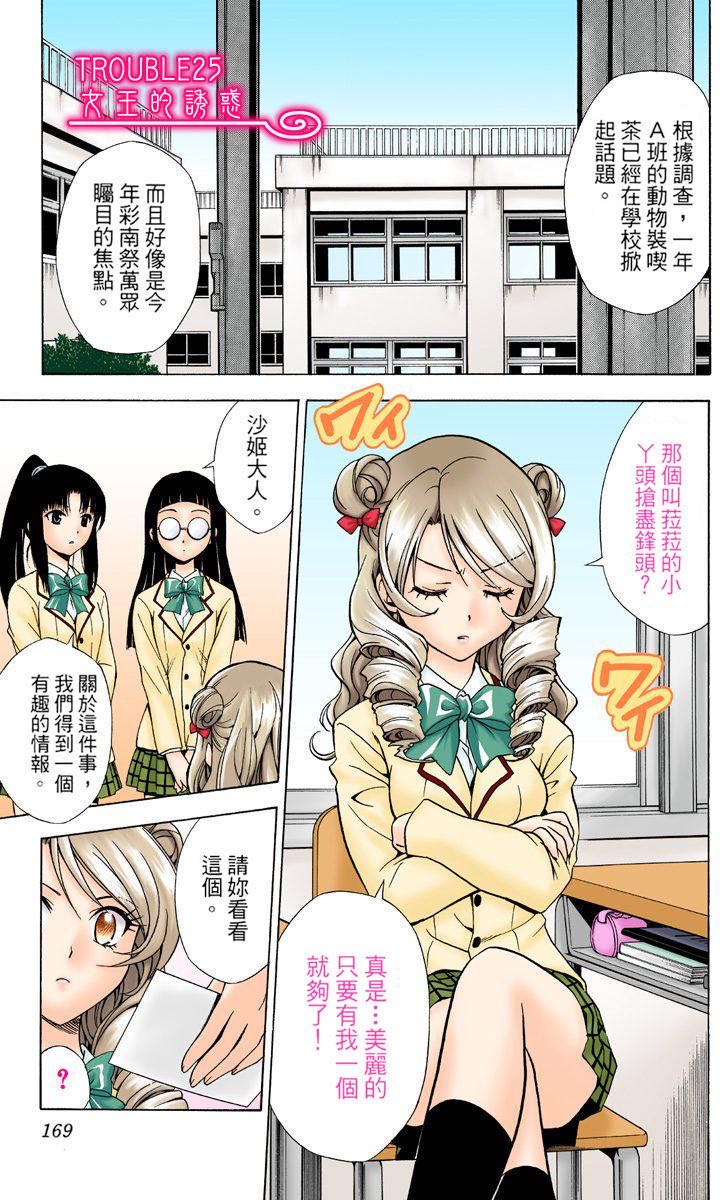 TROUBLE25
女王的誘惑
根據調查，一年
A班的動物裝喫
茶已經在學校掀
起話題。
而且好像是今
年彩南祭萬眾
矚目的焦點。
那個叫菈菈的小
丫頭搶盡鋒頭？
ワイ
ワイ
真是…美麗的
只要有我一個
就夠了！
沙姬大人。
關於這件事，
我們得到一個
有趣的情報。
請妳看看
這個。
？
169